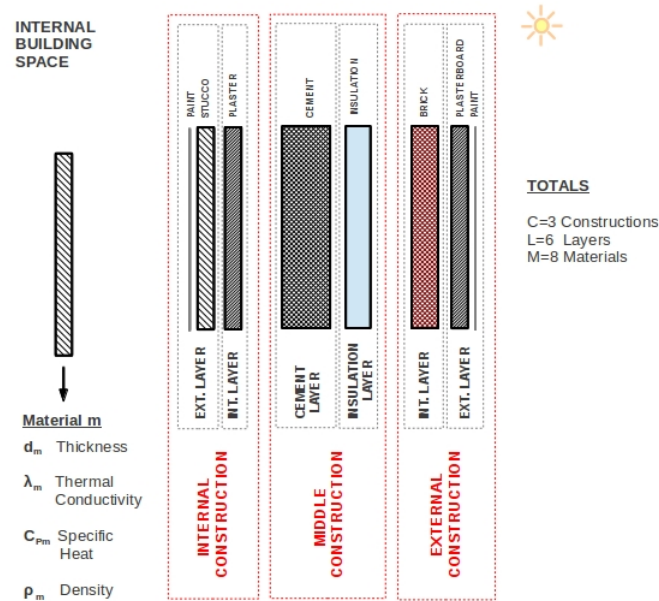 INTERNAL
BUILDING
SPACE
PAINT
STUCCO
PLASTER
CEMENT
INSULATION
BRICK
PLASTERBOARD
PAINT
TOTALS
C=3 Constructions
L=6 Layers
M=8 Materials
EXT. LAYER
INT. LAYER
CEMENT
LAYER
INSULATION
LAYER
INT. LAYER
EXT. LAYER
INTERNAL
CONSTRUCTION
MIDDLE
CONSTRUCTION
EXTERNAL
CONSTRUCTION
Material m
dm Thickness
λm Thermal
Conductivity
CPm Specific
Heat
ρm Density